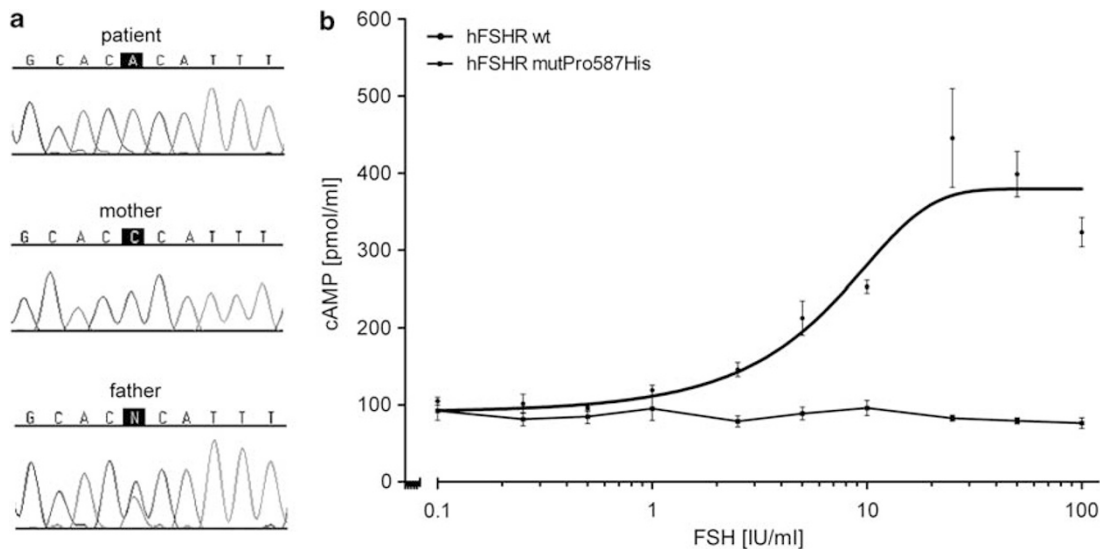 a
patient
G C A C A C A T T T
mother
G C A C C C A T T T
father
G C A C N C A T T T
b
hFSHR wt
hFSHR mutPro587His
600
500
400
300
200
100
0
cAMP [pmol/ml]
0.1 1 10 100
FSH [IU/ml]